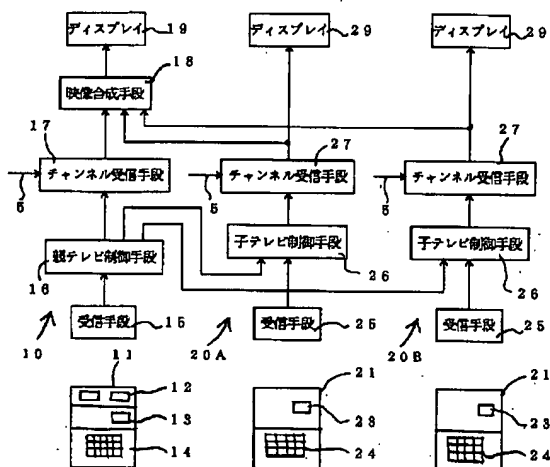 ディスプレイ 19 ディスプレイ 29 ディスプレイ 29
映像合成手段 18
17 27 27
チャンネル受信手段 チャンネル受信手段 チャンネル受信手段
5 5 5
親テレビ制御手段 子テレビ制御手段 子テレビ制御手段
16 26 26
受信手段 15 受信手段 25 受信手段 25
10 20A 20B
11 21 21
12
13 23 23
14 24 24